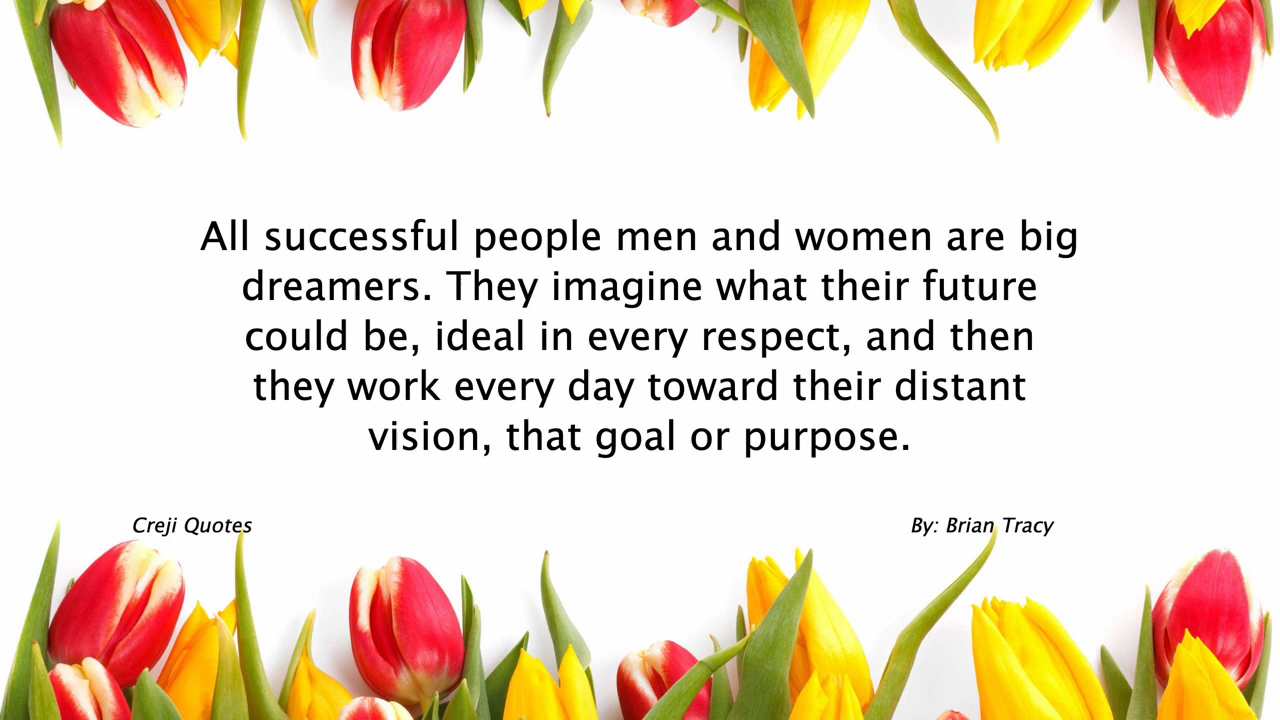 All successful people men and women are big
dreamers. They imagine what their future
could be, ideal in every respect, and then
they work every day toward their distant
vision, that goal or purpose.
Creji Quotes
By: Brian Tracy